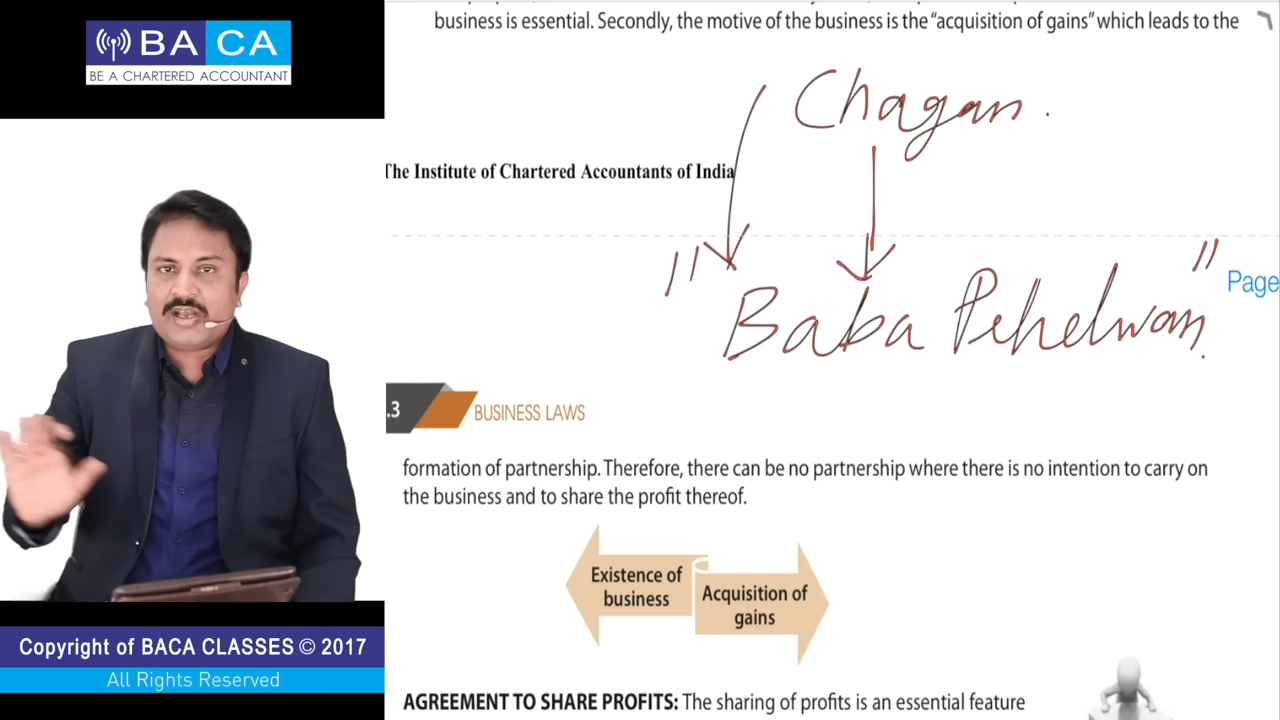 BA CA
BE A CHARTERED ACCOUNTANT
business is essential. Secondly, the motive of the business is the “acquisition of gains” which leads to the
Chagan.
The Institute of Chartered Accountants of India
"Baba Pehelwan"
Page
.3 BUSINESS LAWS
formation of partnership. Therefore, there can be no partnership where there is no intention to carry on
the business and to share the profit thereof.
Existence of
business
Acquisition of
gains
AGREEMENT TO SHARE PROFITS: The sharing of profits is an essential feature
Copyright of BACA CLASSES © 2017
All Rights Reserved